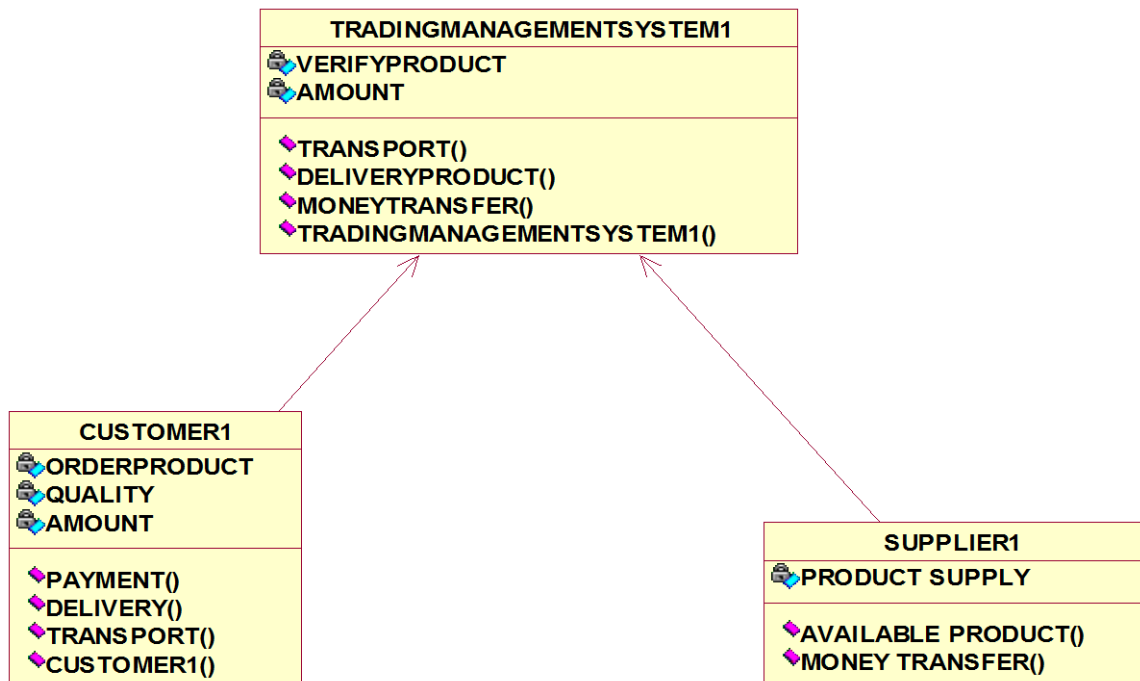 TRADINGMANAGEMENTSYSTEM1
VERIFYPRODUCT
AMOUNT
TRANSPORT()
DELIVERYPRODUCT()
MONEYTRANSFER()
TRADINGMANAGEMENTSYSTEM1()
CUSTOMER1
ORDERPRODUCT
QUALITY
AMOUNT
PAYMENT()
DELIVERY()
TRANSPORT()
CUSTOMER1()
SUPPLIER1
PRODUCT SUPPLY
AVAILABLE PRODUCT()
MONEY TRANSFER()